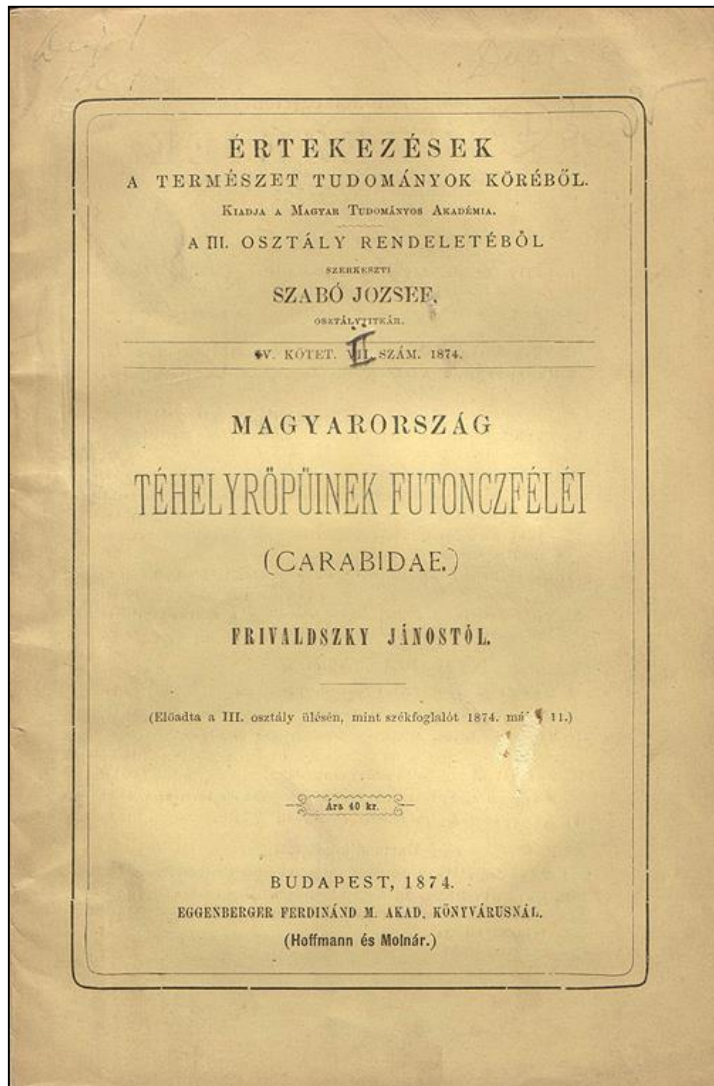 ÉRTEKEZÉSEK
A TERMÉSZET TUDOMÁNYOK KÖRÉBŐL.
KIADJA A MAGYAR TUDOMÁNYOS AKADÉMIA.
A III. OSZTÁLY RENDELETÉBŐL
SZERKESZTI
SZABÓ JOZSEF,
OSZTÁLYTITKÁR.
V. KÖTET. II SZÁM. 1874.
MAGYARORSZÁG
TÉHELYRÖPÜINEK FUTONCZFÉLÉI
(CARABIDAE.)
FRIVALDSZKY JÁNOSTÓL.
(Előadta a III. osztály ülésén, mint székfoglalót 1874. 11.)
Ára 40 kr.
BUDAPEST, 1874.
EGGENBERGER FERDINÁND M. AKAD. KÖNYVÁRUSNÁL.
(Hoffmann és Molnár.)